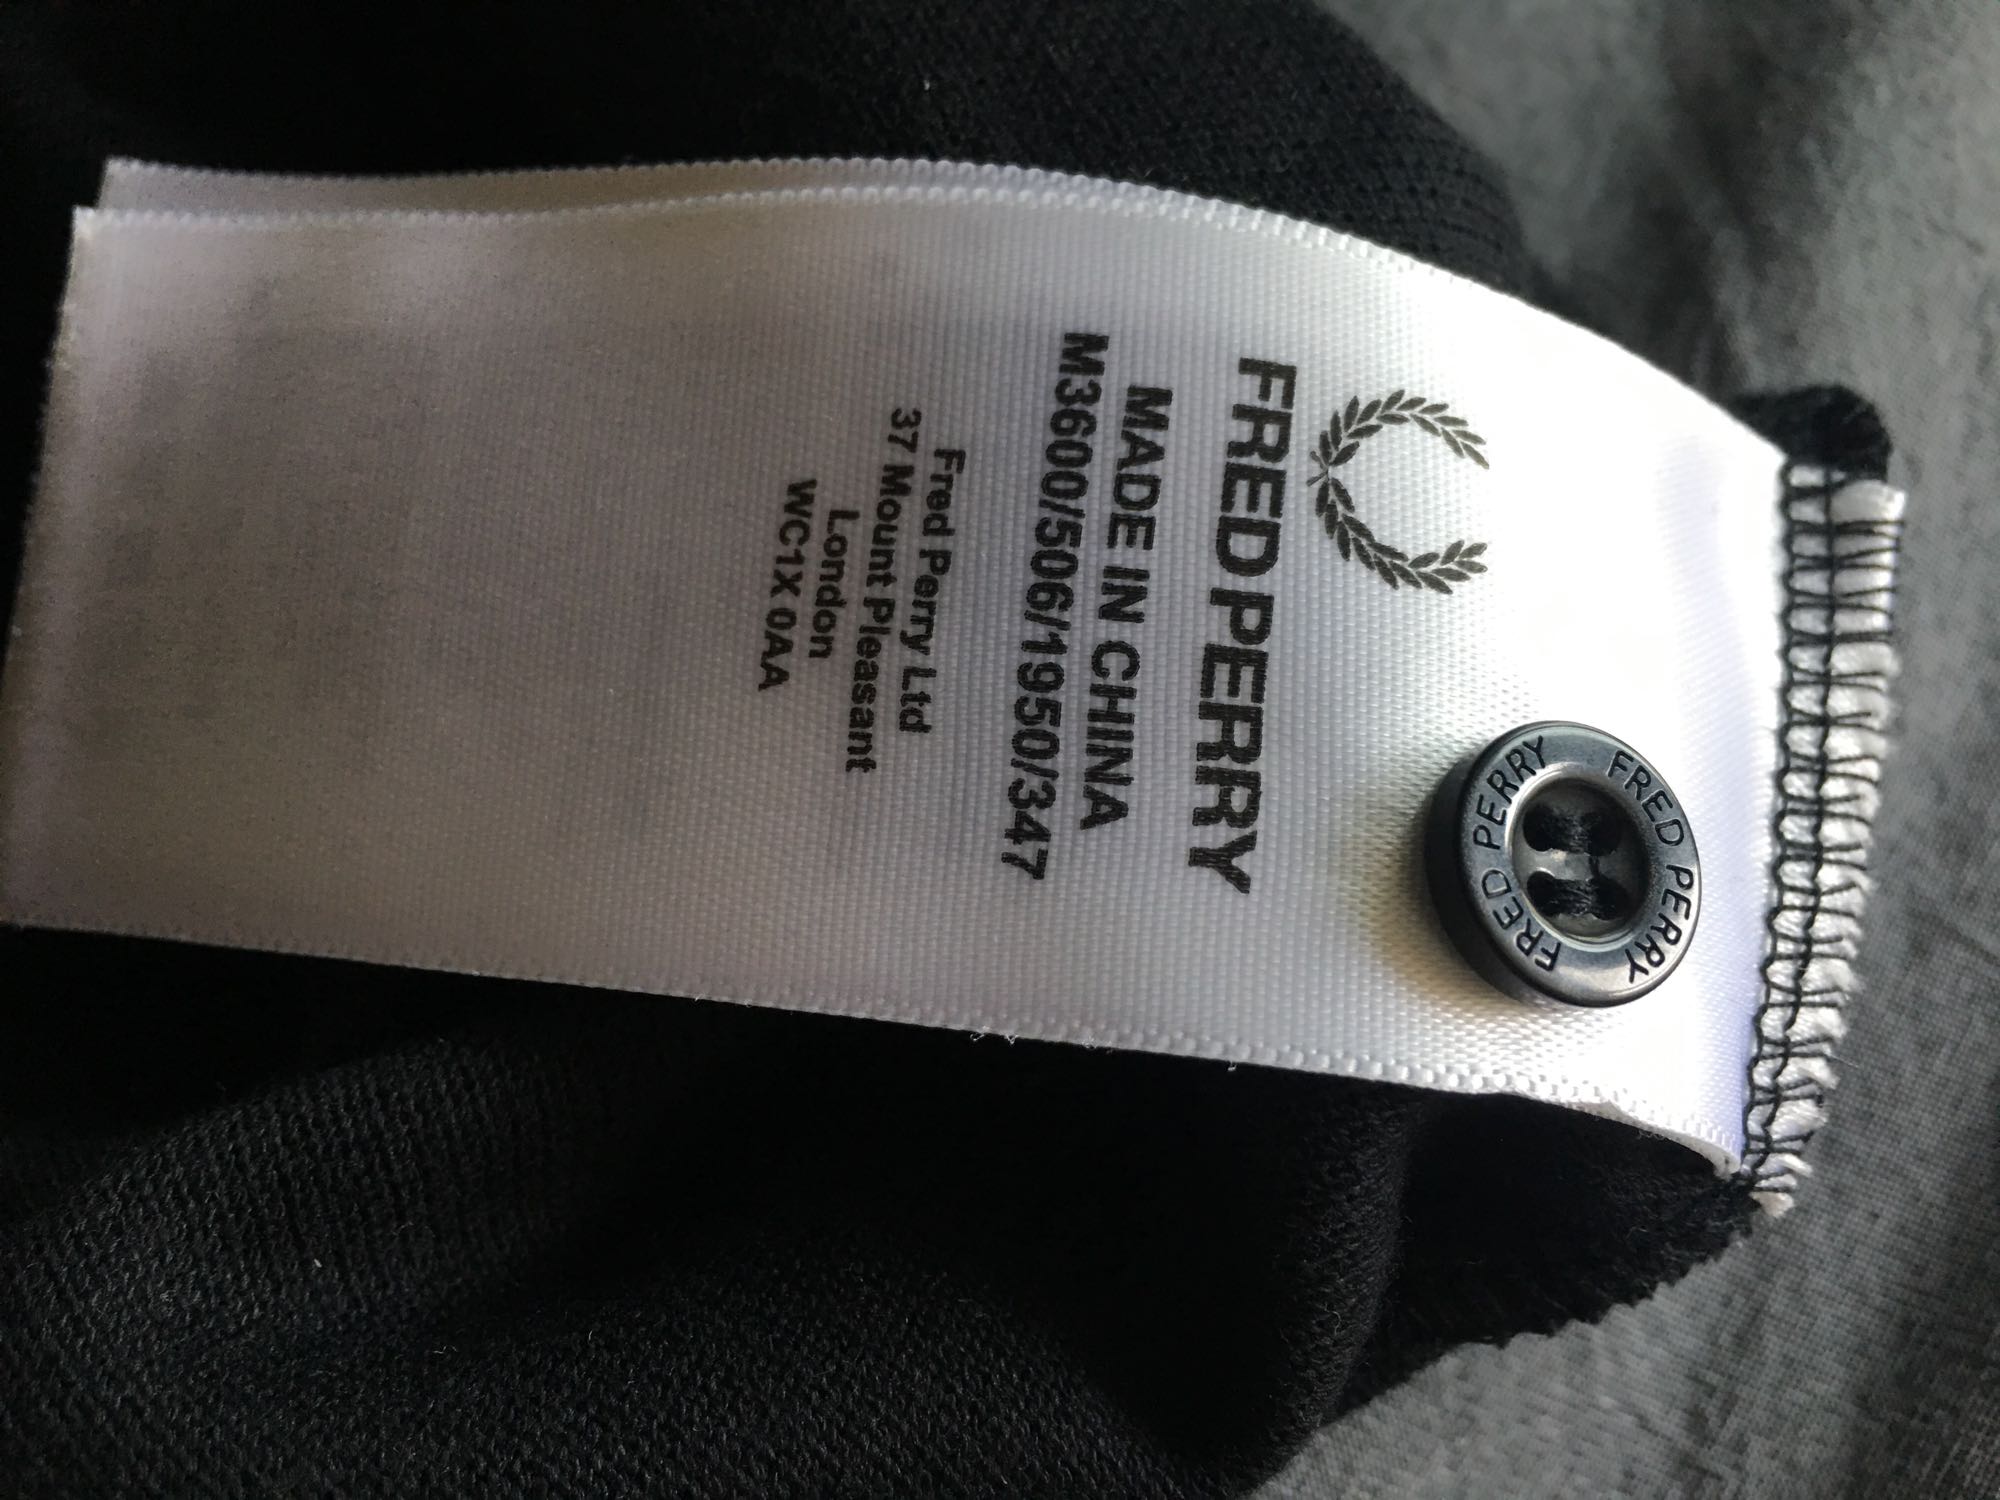 FRED PERRY
MADE IN CHINA
M3600/506/1950/347
Fred Perry Ltd
37 Mount Pleasant
London
WC1X 0AA
FRED PERRY FRED PERRY